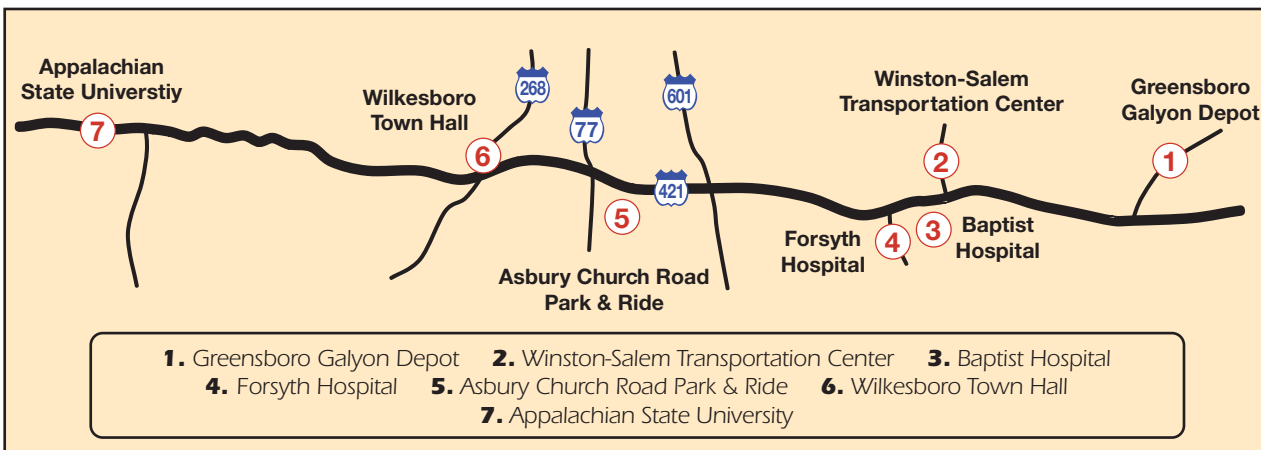 Appalachian
State Universtiy
7
Wilkesboro
Town Hall
6
268
77
601
421
5
Asbury Church Road
Park & Ride
Winston-Salem
Transportation Center
2
Greensboro
Galyon Depot
1
Forsyth
Hospital
4
3
Baptist
Hospital
1. Greensboro Galyon Depot 2. Winston-Salem Transportation Center 3. Baptist Hospital
4. Forsyth Hospital 5. Asbury Church Road Park & Ride 6. Wilkesboro Town Hall
7. Appalachian State University